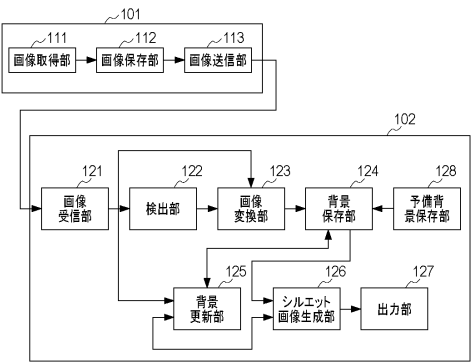 101
111
112
113
画像取得部
画像保存部
画像送信部
102
121
122
123
124
128
画像
受信部
検出部
画像
変換部
背景
保存部
予備背
景保存部
125
126
127
背景
更新部
シルエット
画像生成部
出力部